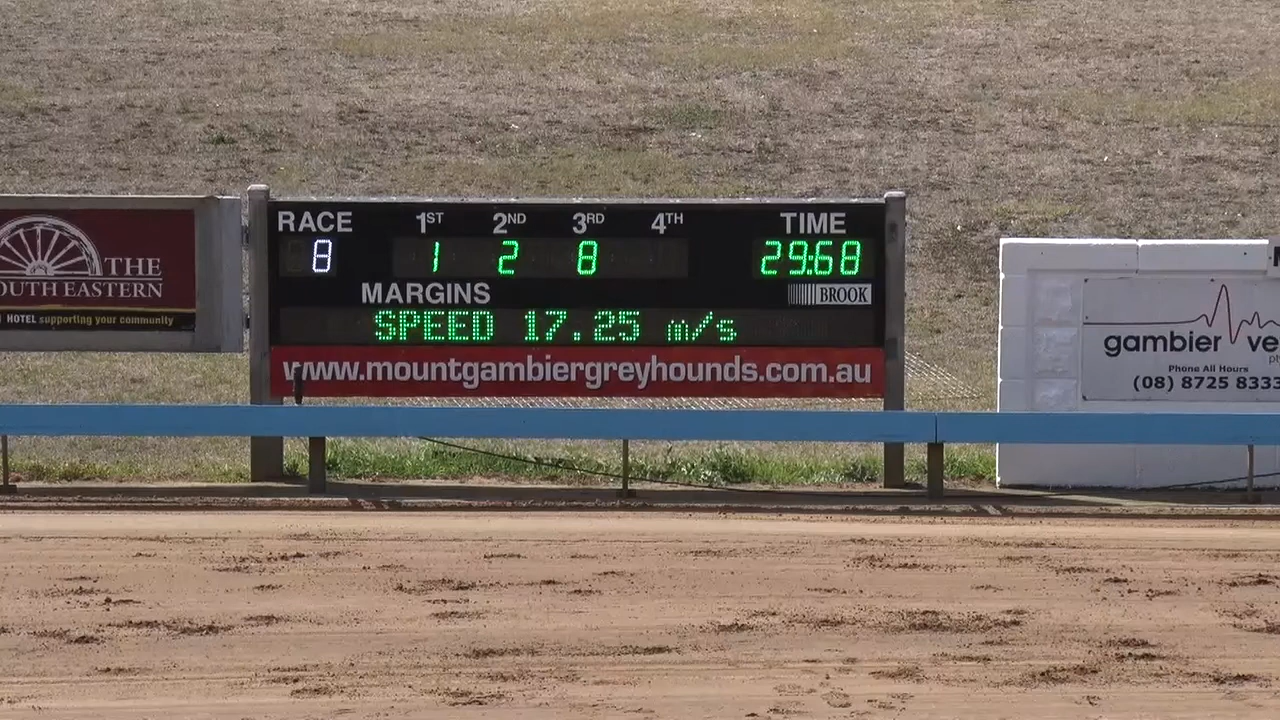 THE
OUTH EASTERN
HOTEL supporting your community
RACE 1ST 2ND 3RD 4TH TIME
8 1 2 8 29:68
MARGINS BROOK
SPEED 17.25 m/s
www.mountgambiergreyhounds.com.au
gambier ve
Phone All Hours
(08) 8725 8333